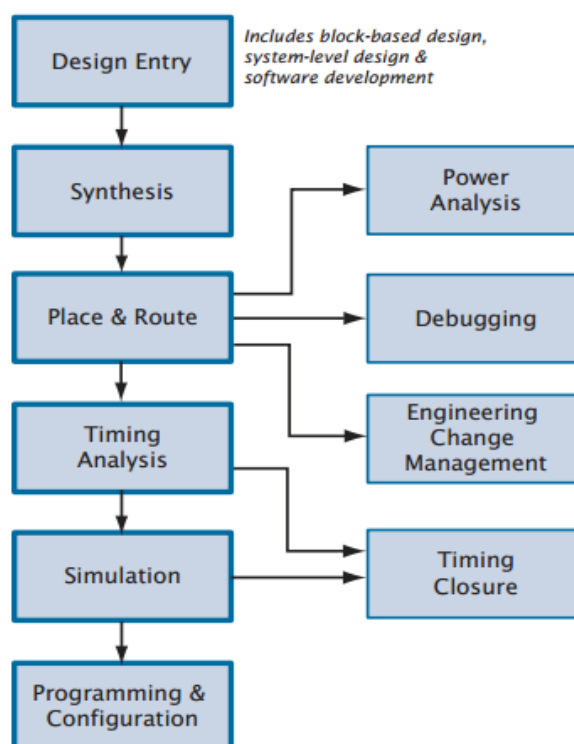 Design Entry
Includes block-based design,
system-level design &
software development
Synthesis
Power
Analysis
Place & Route
Debugging
Timing
Analysis
Engineering
Change
Management
Simulation
Timing
Closure
Programming &
Configuration